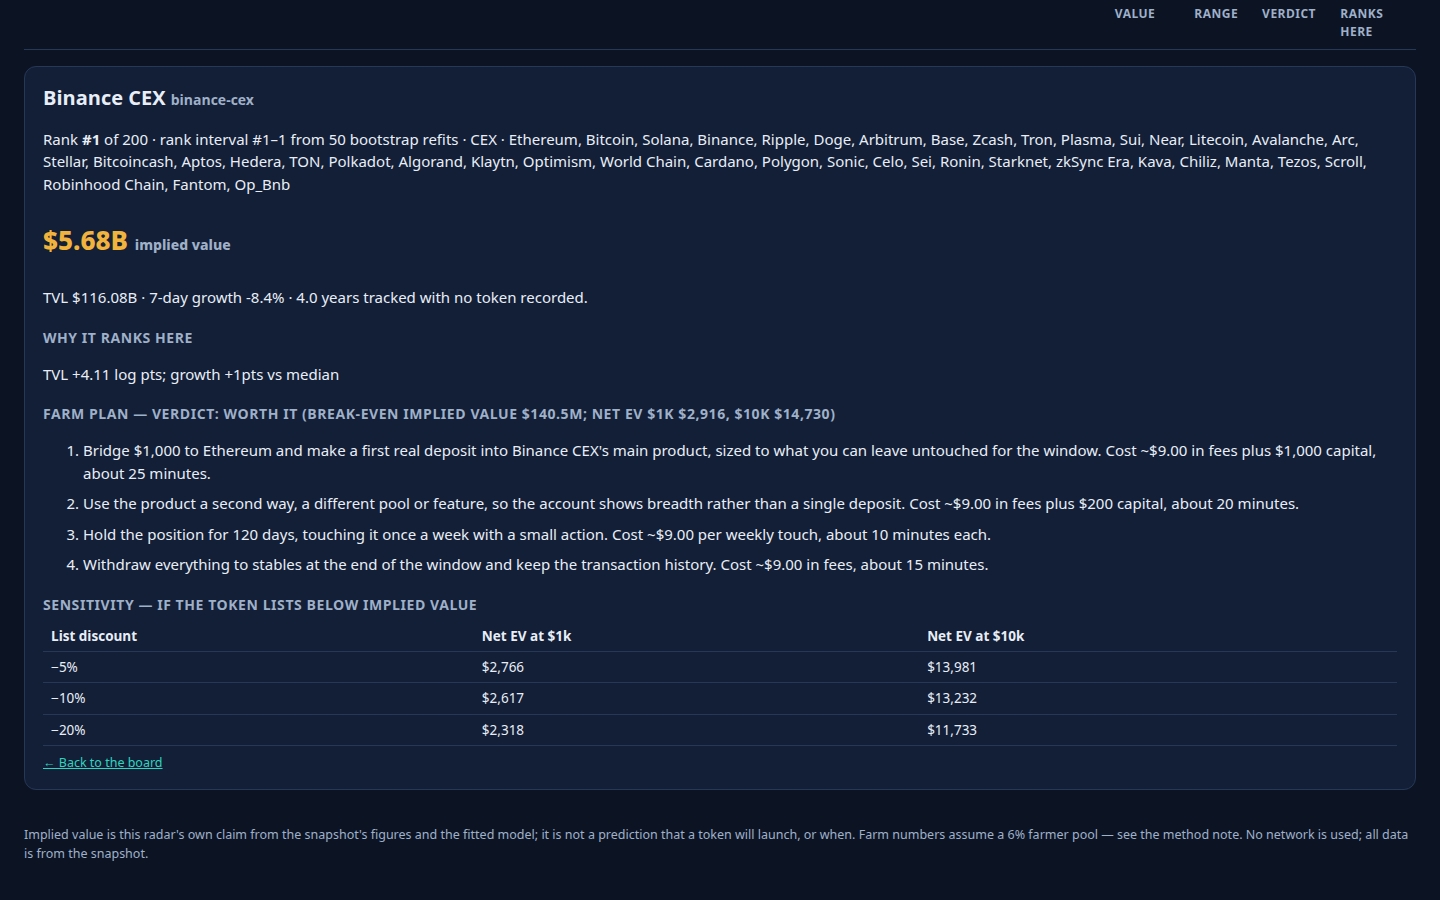 VALUE RANGE VERDICT RANKS HERE
Binance CEX binance-cex
Rank #1 of 200 · rank interval #1–1 from 50 bootstrap refits · CEX · Ethereum, Bitcoin, Solana, Binance, Ripple, Doge, Arbitrum, Base, Zcash, Tron, Plasma, Sui, Near, Litecoin, Avalanche, Arc,
Stellar, Bitcoincash, Aptos, Hedera, TON, Polkadot, Algorand, Klaytn, Optimism, World Chain, Cardano, Polygon, Sonic, Celo, Sei, Ronin, Starknet, zkSync Era, Kava, Chiliz, Manta, Tezos, Scroll,
Robinhood Chain, Fantom, Op_Bnb
$5.68B implied value
TVL $116.08B · 7-day growth -8.4% · 4.0 years tracked with no token recorded.
WHY IT RANKS HERE
TVL +4.11 log pts; growth +1pts vs median
FARM PLAN — VERDICT: WORTH IT (BREAK-EVEN IMPLIED VALUE $140.5M; NET EV $1K $2,916, $10K $14,730)
1. Bridge $1,000 to Ethereum and make a first real deposit into Binance CEX's main product, sized to what you can leave untouched for the window. Cost ~$9.00 in fees plus $1,000 capital,
about 25 minutes.
2. Use the product a second way, a different pool or feature, so the account shows breadth rather than a single deposit. Cost ~$9.00 in fees plus $200 capital, about 20 minutes.
3. Hold the position for 120 days, touching it once a week with a small action. Cost ~$9.00 per weekly touch, about 10 minutes each.
4. Withdraw everything to stables at the end of the window and keep the transaction history. Cost ~$9.00 in fees, about 15 minutes.
SENSITIVITY — IF THE TOKEN LISTS BELOW IMPLIED VALUE
List discount Net EV at $1k Net EV at $10k
−5% $2,766 $13,981
−10% $2,617 $13,232
−20% $2,318 $11,733
← Back to the board
Implied value is this radar's own claim from the snapshot's figures and the fitted model; it is not a prediction that a token will launch, or when. Farm numbers assume a 6% farmer pool — see the method note. No network is used; all data
is from the snapshot.